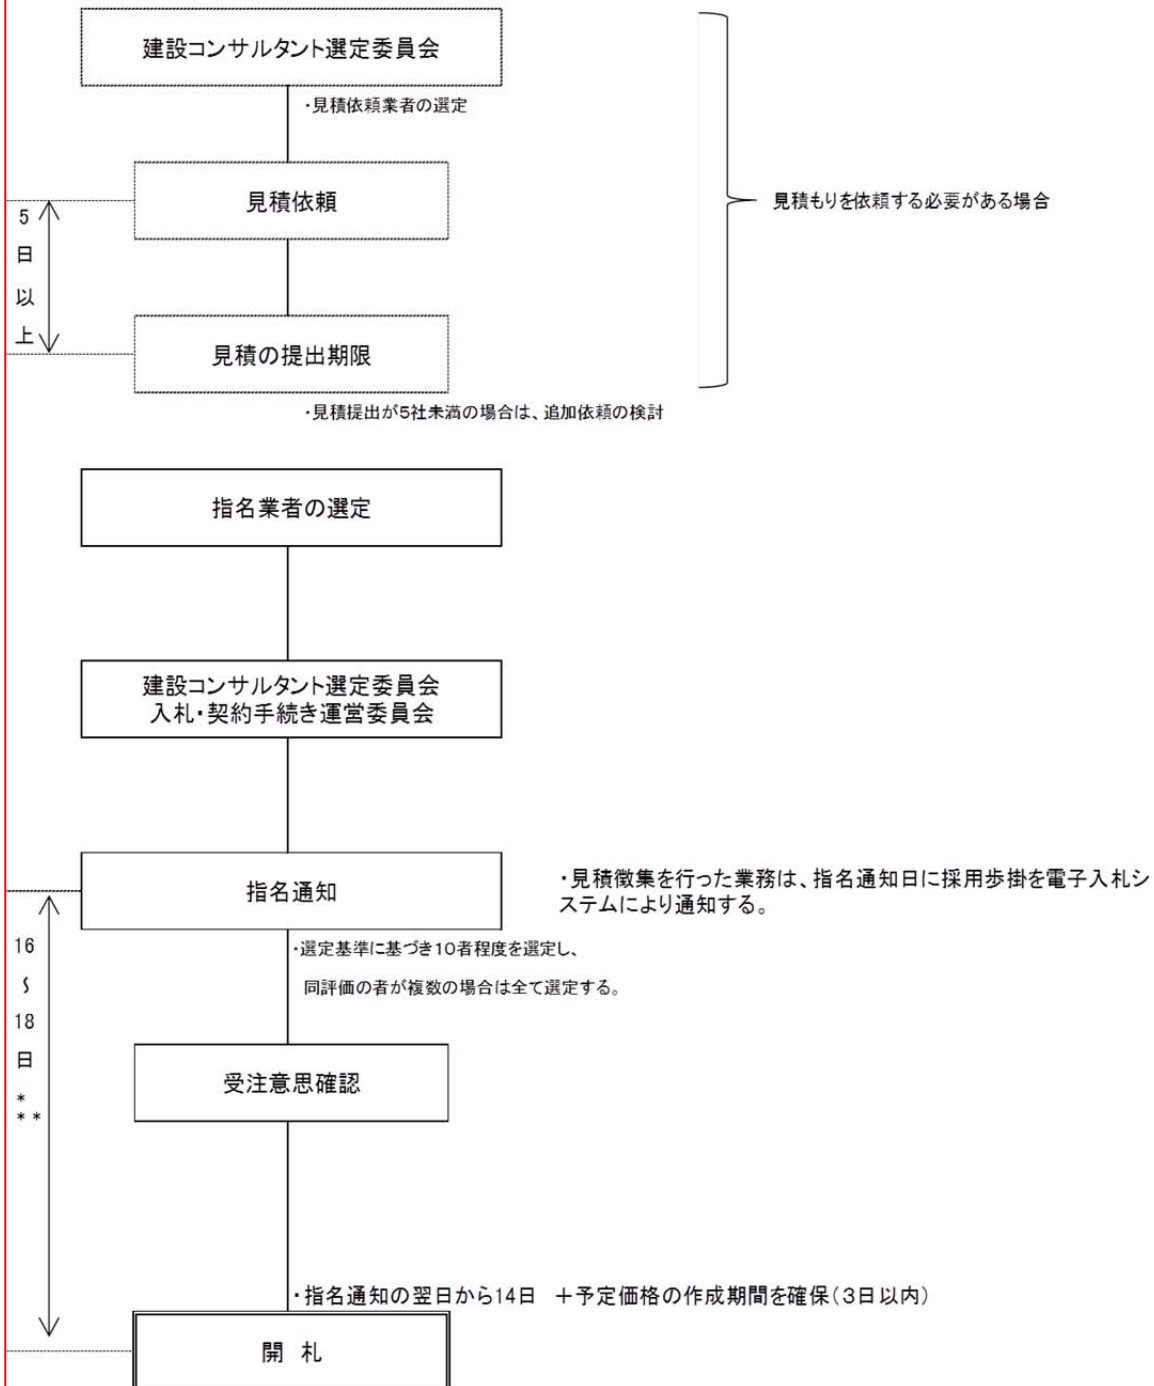 建設コンサルタント選定委員会
・見積依頼業者の選定
見積依頼
見積もりを依頼する必要がある場合
5
日
以
上
見積の提出期限
・見積提出が5社未満の場合は、追加依頼の検討
指名業者の選定
建設コンサルタント選定委員会
入札・契約手続き運営委員会
指名通知
・見積徴集を行った業務は、指名通知日に採用歩掛を電子入札シ
ステムにより通知する。
・選定基準に基づき10者程度を選定し、
同評価の者が複数の場合は全て選定する。
16
〜
18
日
*
**
受注意思確認
・指名通知の翌日から14日 +予定価格の作成期間を確保(3日以内)
開 札